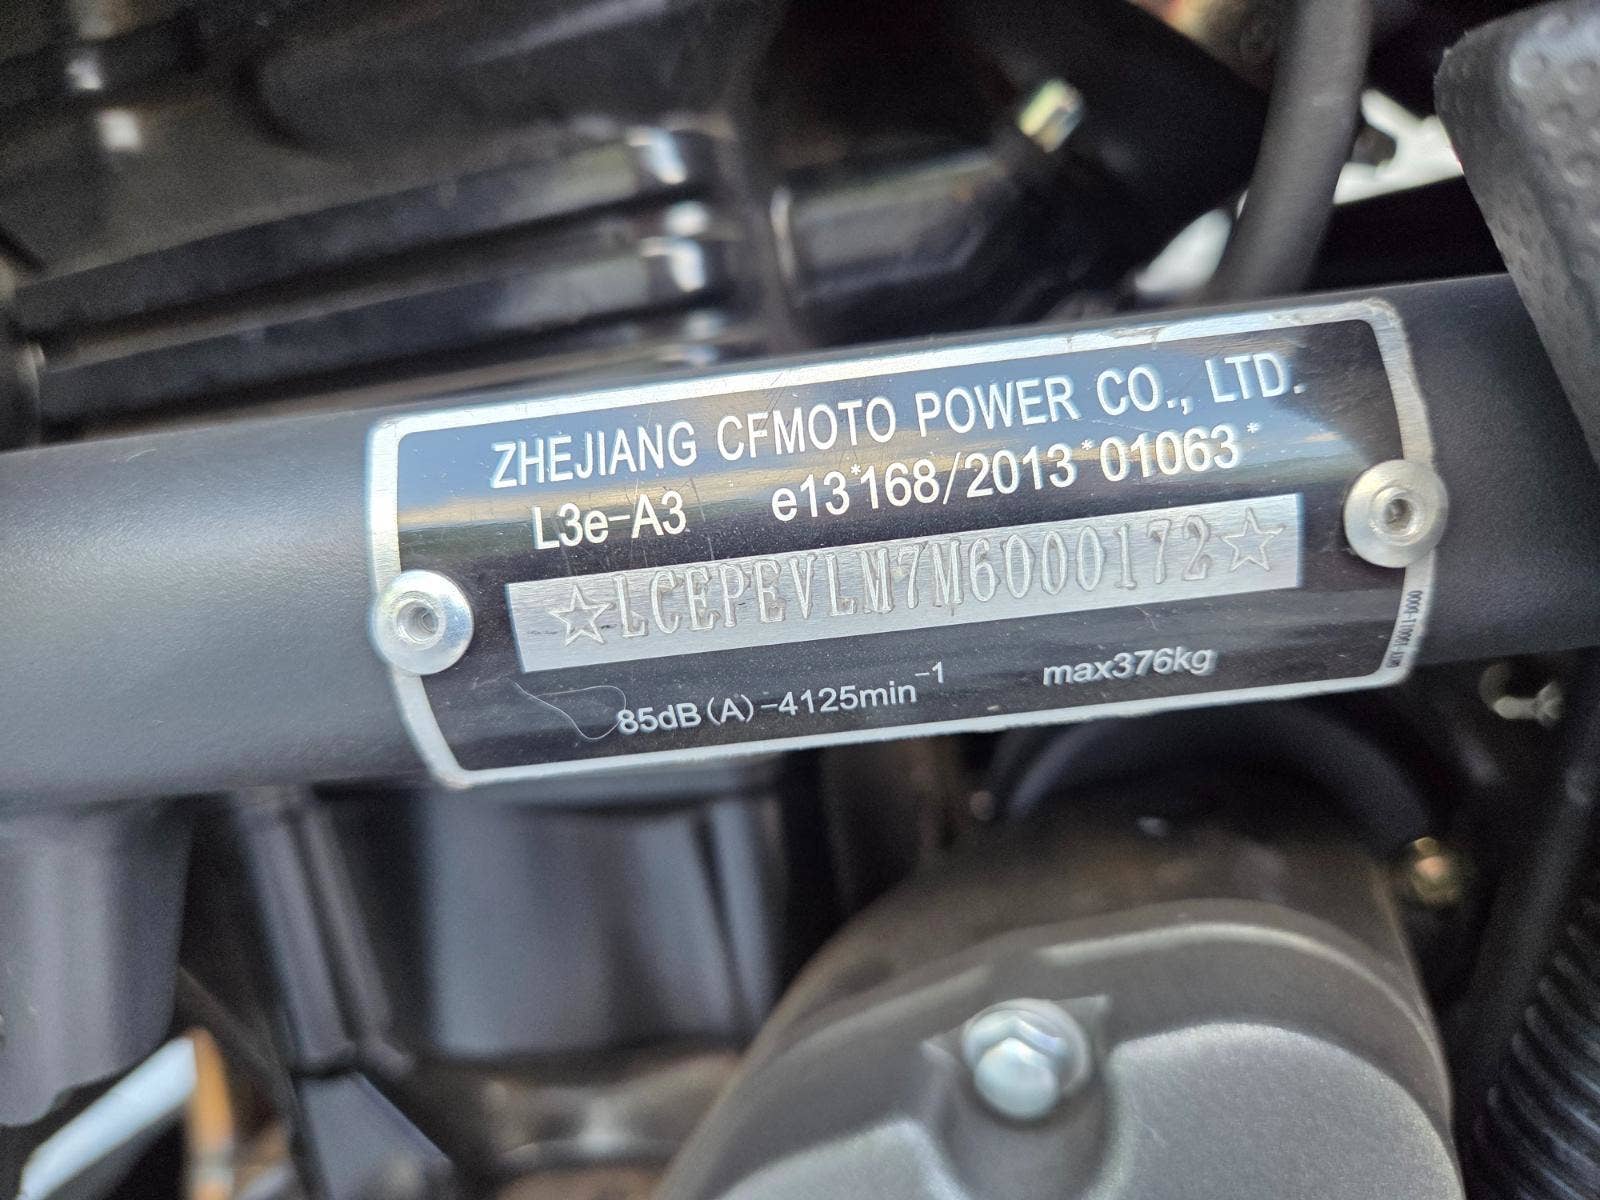 ZHEJIANG CFMOTO POWER CO., LTD.
L3e-A3 e13*168/2013*01063*
☆LCEPEVLM7M6000172☆
85dB(A)-4125min⁻¹ max376kg